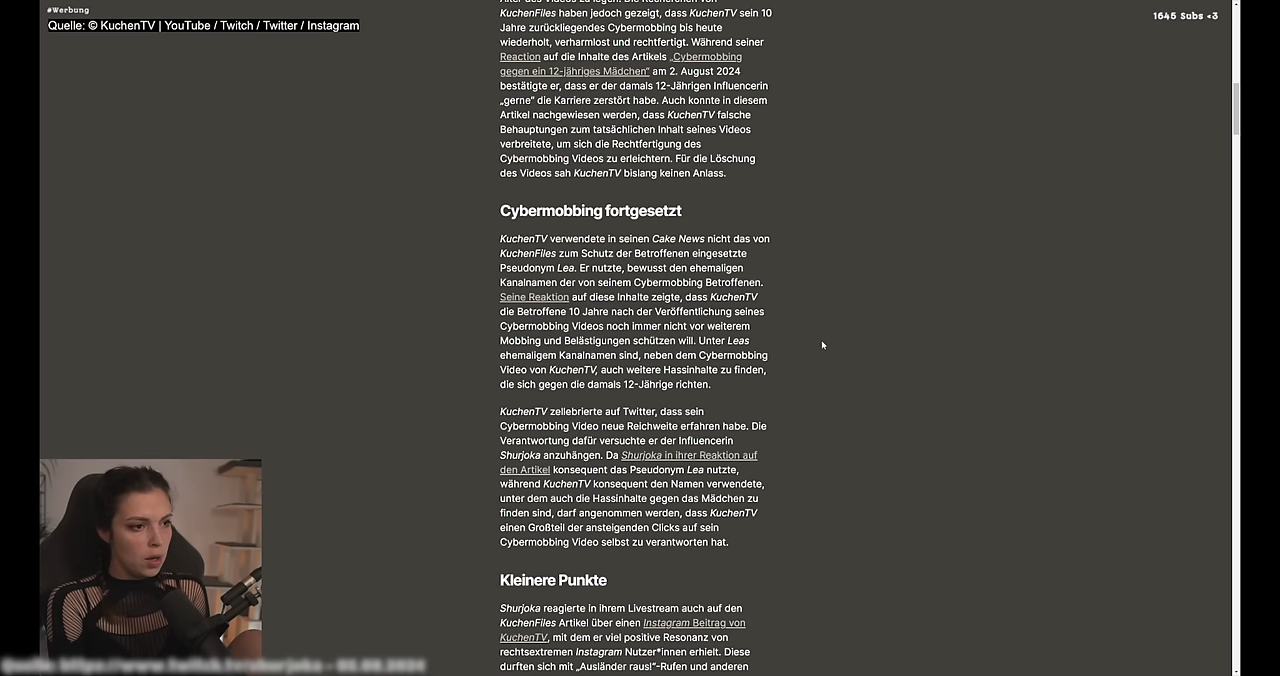 #Werbung
Quelle: © KuchenTV | YouTube / Twitch / Twitter / Instagram
1645 Subs <3
KuchenFiles haben jedoch gezeigt, dass KuchenTV sein 10
Jahre zurückliegendes Cybermobbing bis heute
wiederholt, verharmlost und rechtfertigt. Während seiner
Reaction auf die Inhalte des Artikels „Cybermobbing
gegen ein 12-jähriges Mädchen“ am 2. August 2024
bestätigte er, dass er der damals 12-Jährigen Influencerin
„gerne“ die Karriere zerstört habe. Auch konnte in diesem
Artikel nachgewiesen werden, dass KuchenTV falsche
Behauptungen zum tatsächlichen Inhalt seines Videos
verbreitete, um sich die Rechtfertigung des
Cybermobbing Videos zu erleichtern. Für die Löschung
des Videos sah KuchenTV bislang keinen Anlass.
Cybermobbing fortgesetzt
KuchenTV verwendete in seinen Cake News nicht das von
KuchenFiles zum Schutz der Betroffenen eingesetzte
Pseudonym Lea. Er nutzte, bewusst den ehemaligen
Kanalnamen der von seinem Cybermobbing Betroffenen.
Seine Reaktion auf diese Inhalte zeigte, dass KuchenTV
die Betroffene 10 Jahre nach der Veröffentlichung seines
Cybermobbing Videos noch immer nicht vor weiterem
Mobbing und Belästigungen schützen will. Unter Leas
ehemaligem Kanalnamen sind, neben dem Cybermobbing
Video von KuchenTV, auch weitere Hassinhalte zu finden,
die sich gegen die damals 12-Jährige richten.
KuchenTV zellebrierte auf Twitter, dass sein
Cybermobbing Video neue Reichweite erfahren habe. Die
Verantwortung dafür versuchte er der Influencerin
Shurjoka anzuhängen. Da Shurjoka in ihrer Reaktion auf
den Artikel konsequent das Pseudonym Lea nutzte,
während KuchenTV konsequent den Namen verwendete,
unter dem auch die Hassinhalte gegen das Mädchen zu
finden sind, darf angenommen werden, dass KuchenTV
einen Großteil der ansteigenden Clicks auf sein
Cybermobbing Video selbst zu verantworten hat.
Kleinere Punkte
Shurjoka reagierte in ihrem Livestream auch auf den
KuchenFiles Artikel über einen Instagram Beitrag von
KuchenTV, mit dem er viel positive Resonanz von
rechtsextremen Instagram Nutzer*innen erhielt. Diese
durften sich mit „Ausländer raus!“-Rufen und anderen